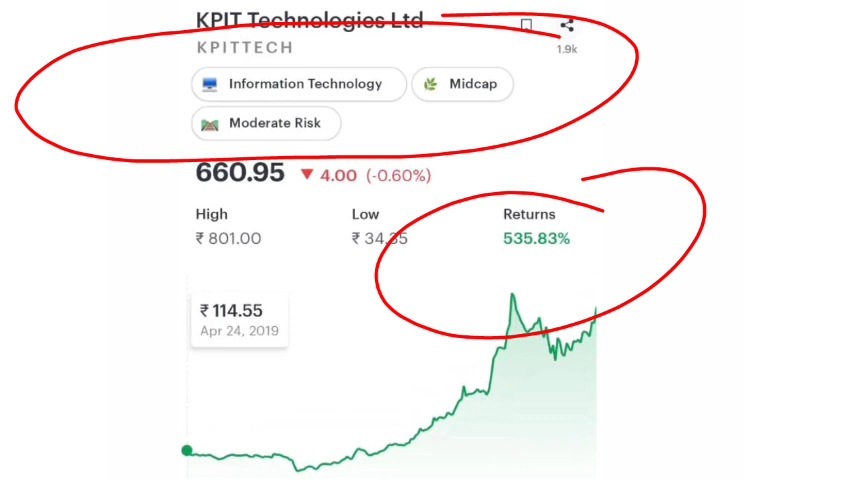 KPIT Technologies Ltd
KPITTECH
1.9k
Information Technology
Midcap
Moderate Risk
660.95 ▼ 4.00 (-0.60%)
High Low Returns
₹ 801.00 ₹ 34.35 535.83%
₹ 114.55
Apr 24, 2019